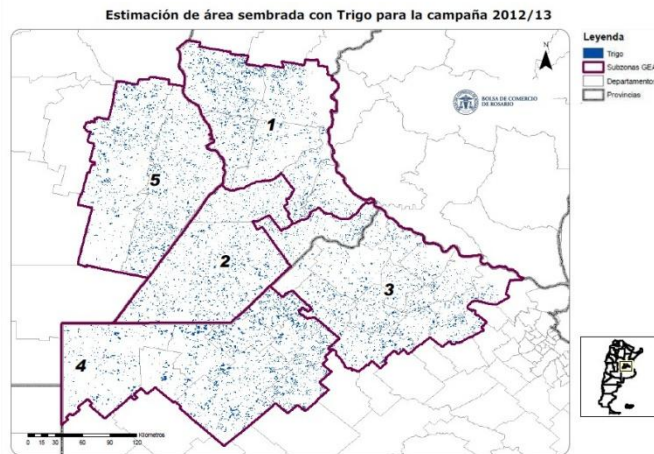 Estimación de área sembrada con Trigo para la campaña 2012/13
Leyenda
Trigo
Subzonas GEA
Departamentos
Provincias
N
BOLSA DE COMERCIO
DE ROSARIO
1
5
2
3
4
0 15 30 60 90 120
Kilometros